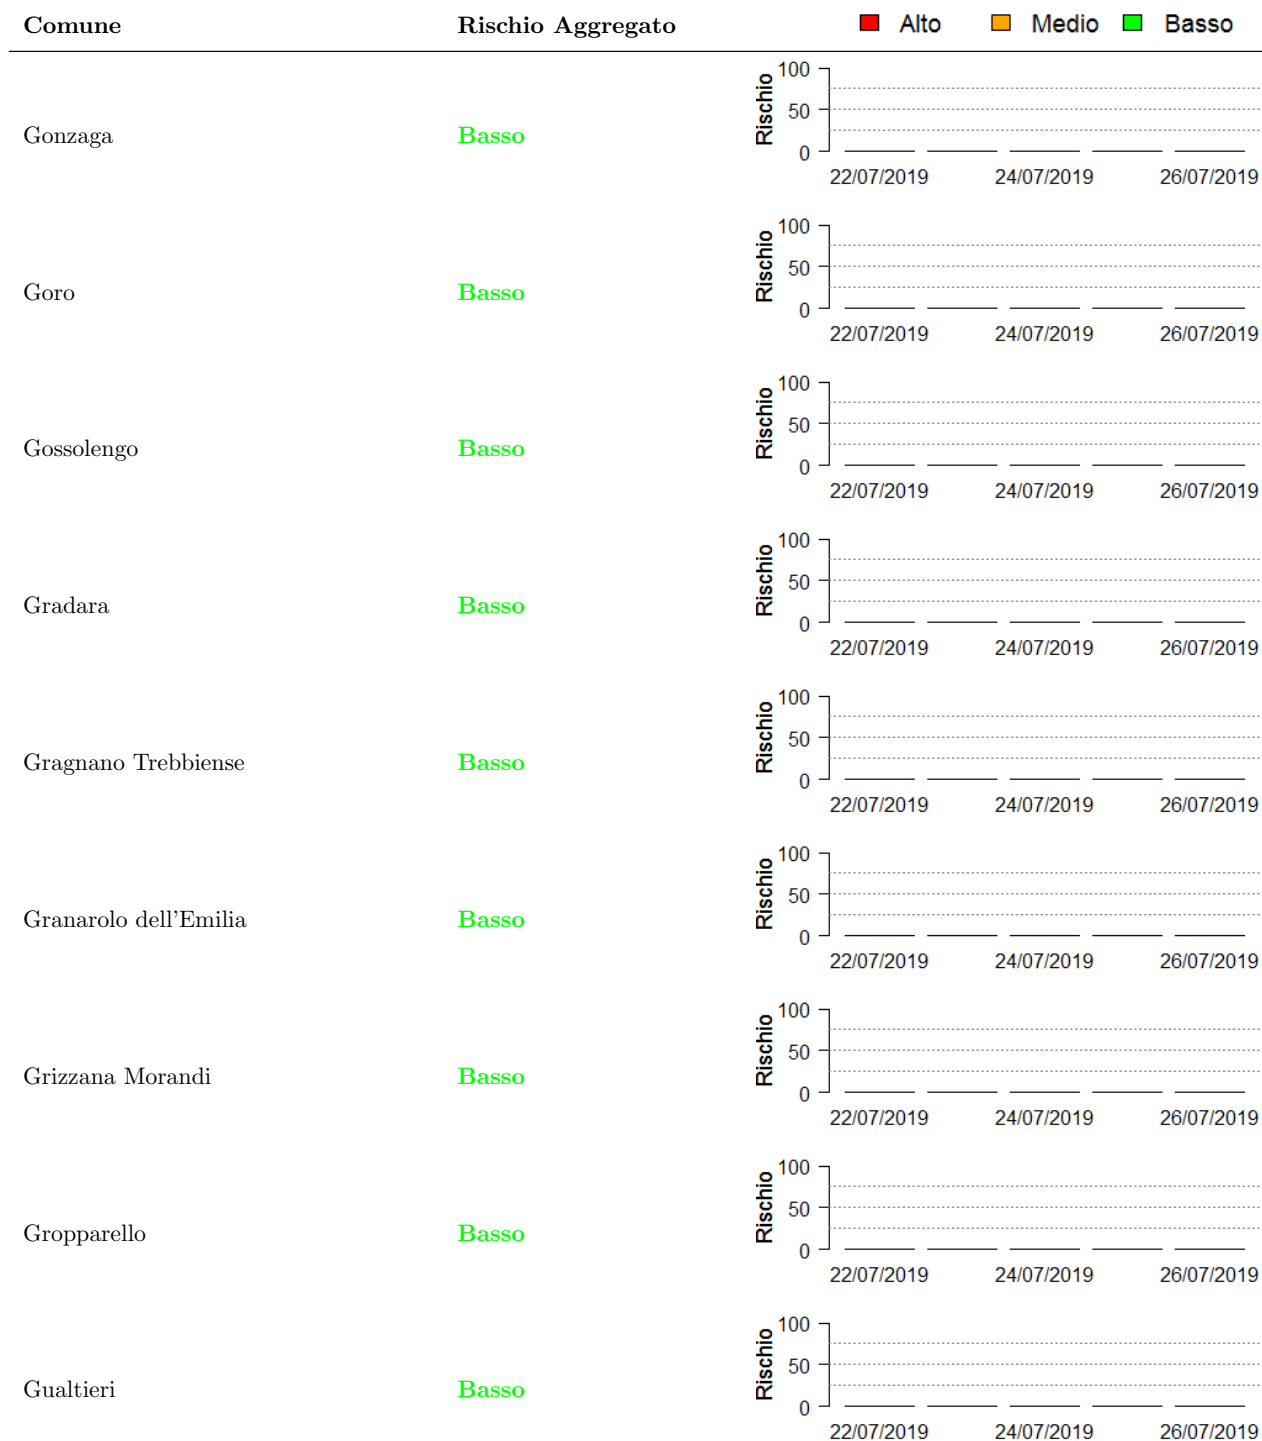 Comune Rischio Aggregato Alto Medio Basso
100
Rischio
50
Gonzaga Basso
0
22/07/2019 24/07/2019 26/07/2019
100
Rischio
50
Goro Basso
0
22/07/2019 24/07/2019 26/07/2019
100
Rischio
50
Gossolengo Basso
0
22/07/2019 24/07/2019 26/07/2019
100
Rischio
50
Gradara Basso
0
22/07/2019 24/07/2019 26/07/2019
100
Rischio
50
Gragnano Trebbiense Basso
0
22/07/2019 24/07/2019 26/07/2019
100
Rischio
50
Granarolo dell'Emilia Basso
0
22/07/2019 24/07/2019 26/07/2019
100
Rischio
50
Grizzana Morandi Basso
0
22/07/2019 24/07/2019 26/07/2019
100
Rischio
50
Gropparello Basso
0
22/07/2019 24/07/2019 26/07/2019
100
Rischio
50
Gualtieri Basso
0
22/07/2019 24/07/2019 26/07/2019